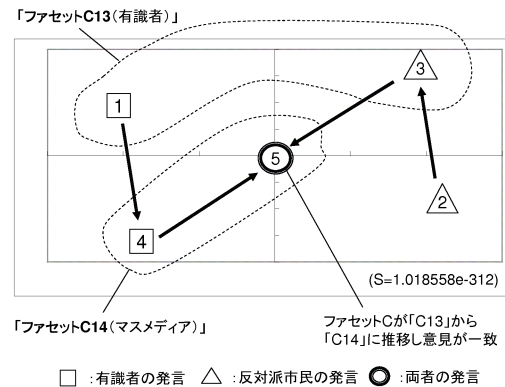 「ファセットC13(有識者)」
3
1
5
2
4
(S=1.018558e-312)
「ファセットC14(マスメディア)」
ファセットCが「C13」から
「C14」に推移し意見が一致
:有識者の発言 :反対派市民の発言 :両者の発言